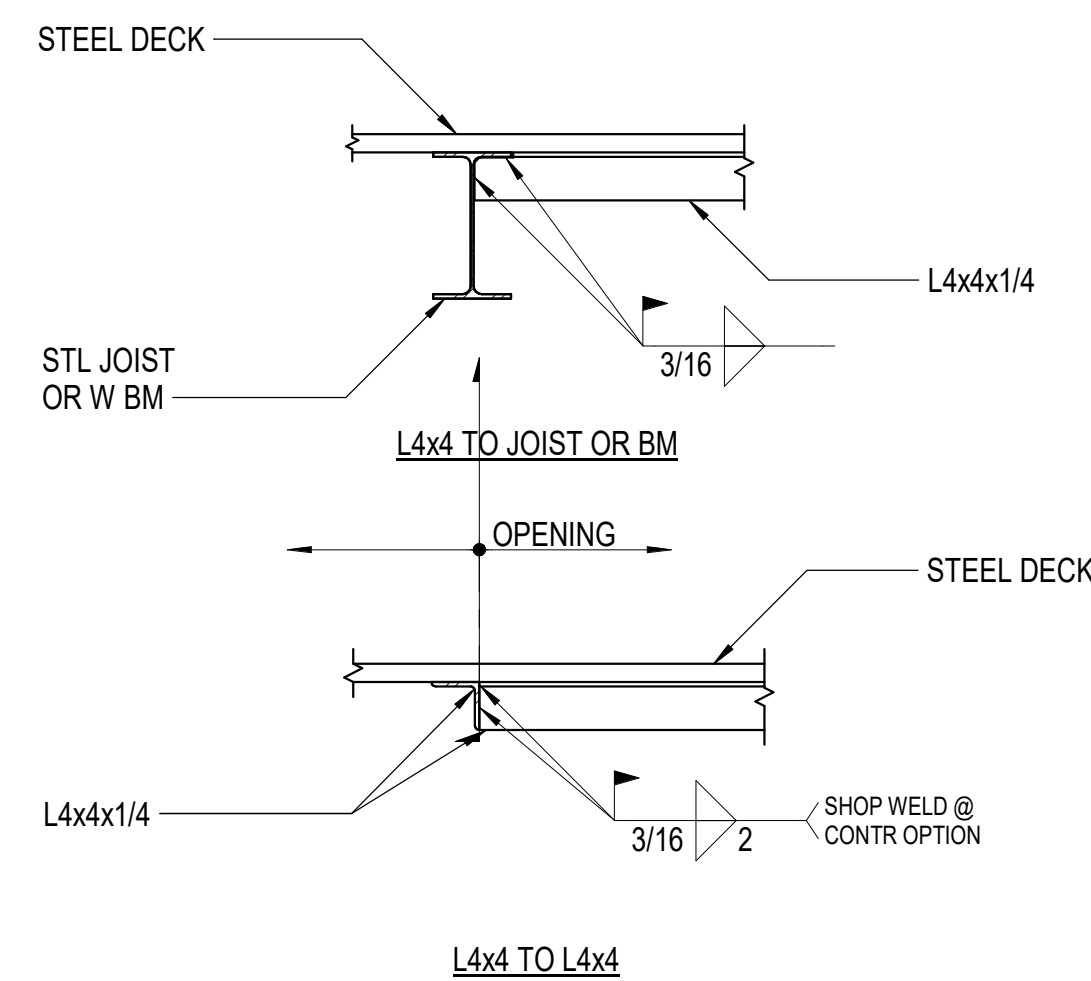 STEEL DECK
L4x4x1/4
3/16
STL JOIST
OR W BM
L4x4 TO JOIST OR BM
OPENING
STEEL DECK
L4x4x1/4
3/16
2
SHOP WELD @
CONTR OPTION
L4x4 TO L4x4